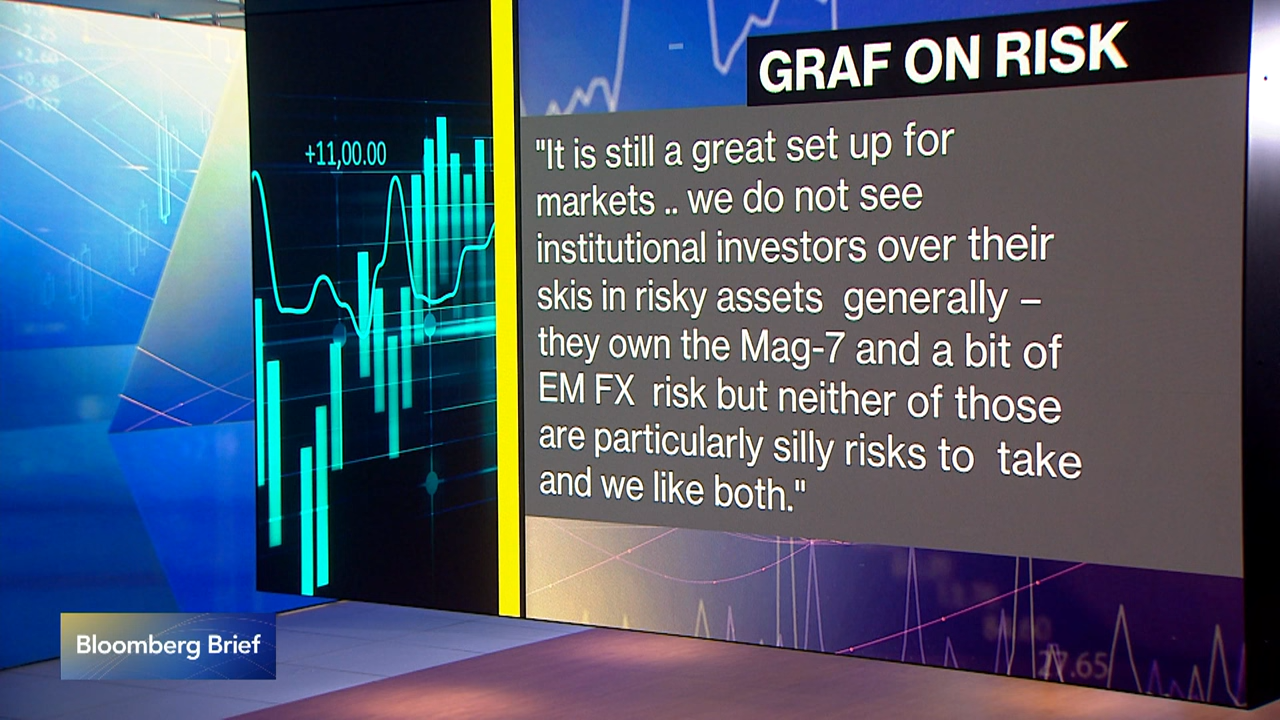 GRAF ON RISK
+11,00.00
"It is still a great set up for
markets .. we do not see
institutional investors over their
skis in risky assets generally –
they own the Mag-7 and a bit of
EM FX risk but neither of those
are particularly silly risks to take
and we like both."
27.65
Bloomberg Brief